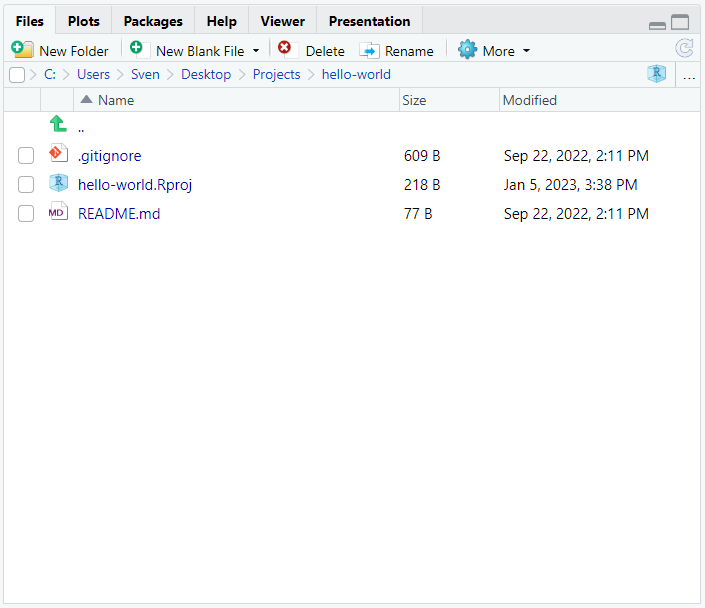 Files Plots Packages Help Viewer Presentation
New Folder New Blank File Delete Rename More
C: Users Sven Desktop Projects hello-world R ...
Name Size Modified
..
.gitignore 609 B Sep 22, 2022, 2:11 PM
R hello-world.Rproj 218 B Jan 5, 2023, 3:38 PM
MD README.md 77 B Sep 22, 2022, 2:11 PM